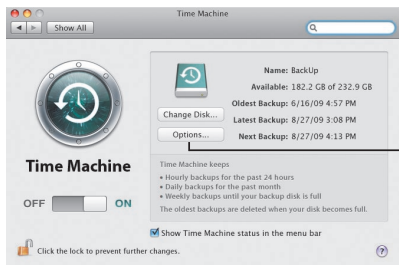 Time Machine
Show All
Name: BackUp
Available: 182.2 GB of 232.9 GB
Oldest Backup: 6/16/09 4:57 PM
Change Disk...
Latest Backup: 8/27/09 3:08 PM
Options...
Next Backup: 8/27/09 4:13 PM
Time Machine
OFF ON
Time Machine keeps
• Hourly backups for the past 24 hours
• Daily backups for the past month
• Weekly backups until your backup disk is full
The oldest backups are deleted when your disk becomes full.
Show Time Machine status in the menu bar
Click the lock to prevent further changes.
?